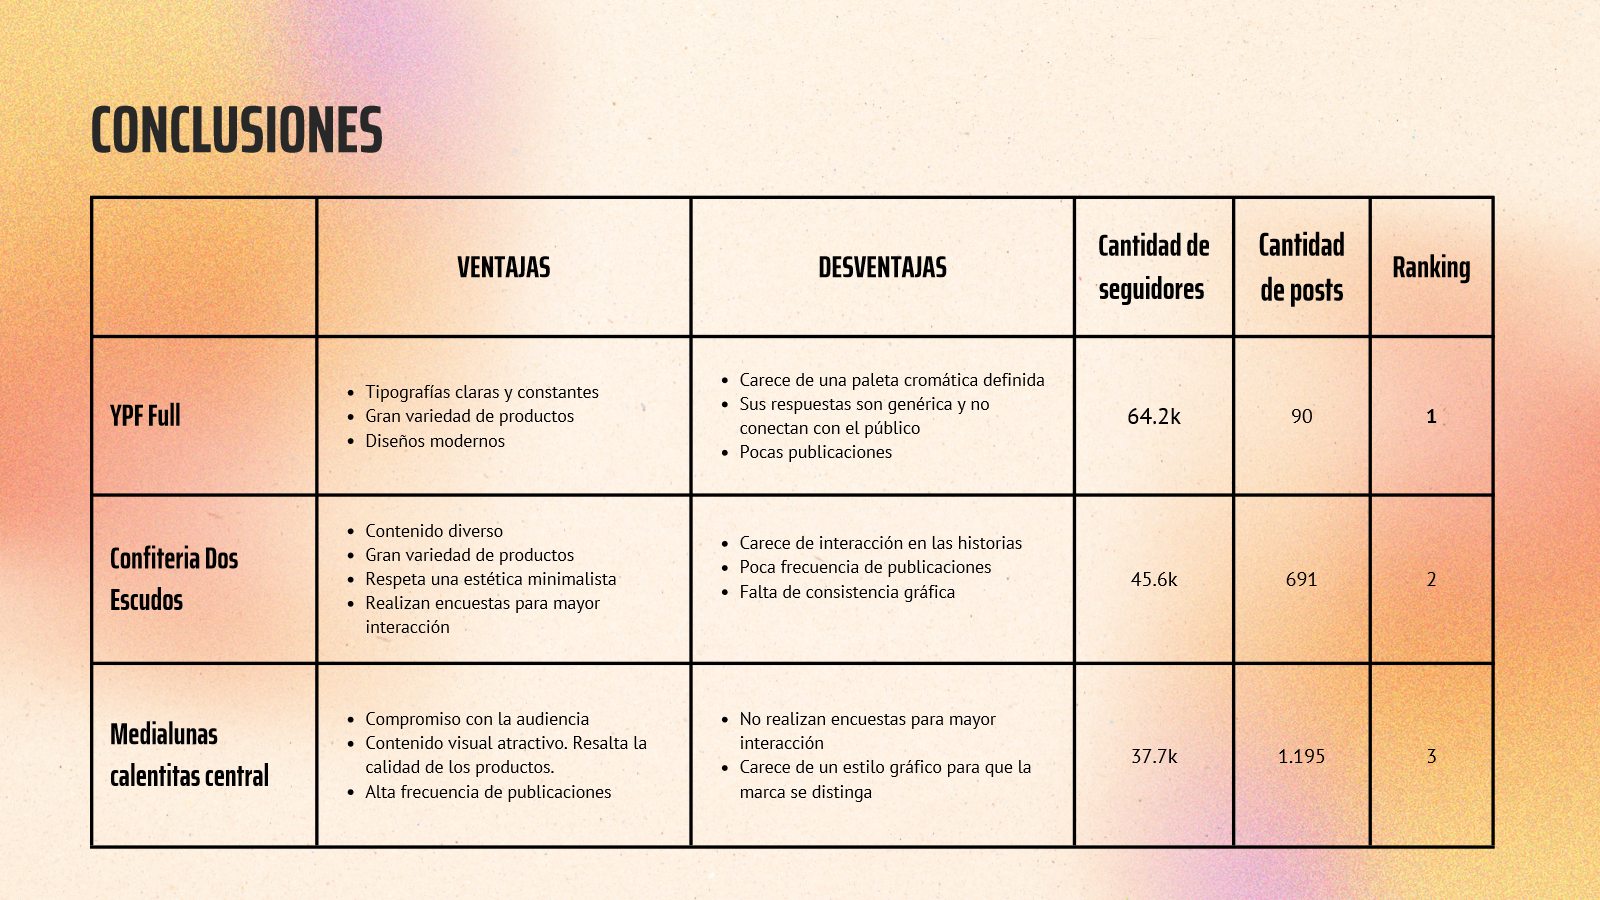 CONCLUSIONES
VENTAJAS
DESVENTAJAS
Cantidad de
seguidores
Cantidad
de posts
Ranking
YPF Full
• Tipografías claras y constantes
• Gran variedad de productos
• Diseños modernos
• Carece de una paleta cromática definida
• Sus respuestas son genérica y no
conectan con el público
• Pocas publicaciones
64.2k
90
1
Confiteria Dos
Escudos
• Contenido diverso
• Gran variedad de productos
• Respeta una estética minimalista
• Realizan encuestas para mayor
interacción
• Carece de interacción en las historias
• Poca frecuencia de publicaciones
• Falta de consistencia gráfica
45.6k
691
2
Medialunas
calentitas central
• Compromiso con la audiencia
• Contenido visual atractivo. Resalta la
calidad de los productos.
• Alta frecuencia de publicaciones
• No realizan encuestas para mayor
interacción
• Carece de un estilo gráfico para que la
marca se distinga
37.7k
1.195
3